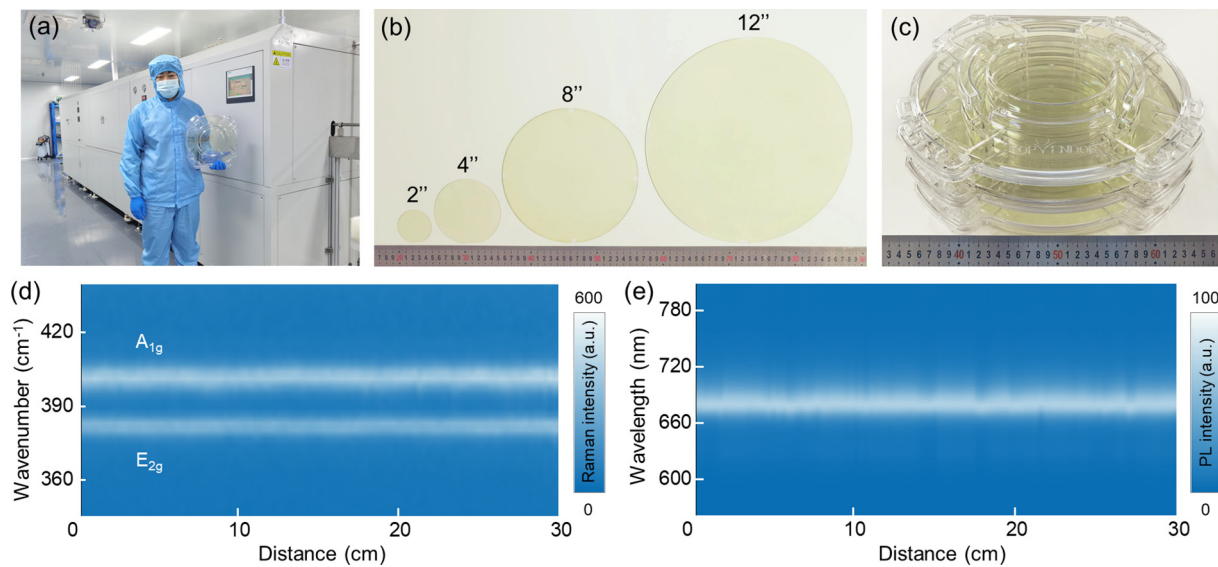 (a)
(b)
2’’
4’’
8’’
12’’
(c)
(d)
Wavenumber (cm-1)
420
390
360
A1g
E2g
0
10
20
30
Distance (cm)
600
Raman intensity (a.u.)
0
(e)
Wavelength (nm)
780
720
660
600
0
10
20
30
Distance (cm)
100
PL intensity (a.u.)
0